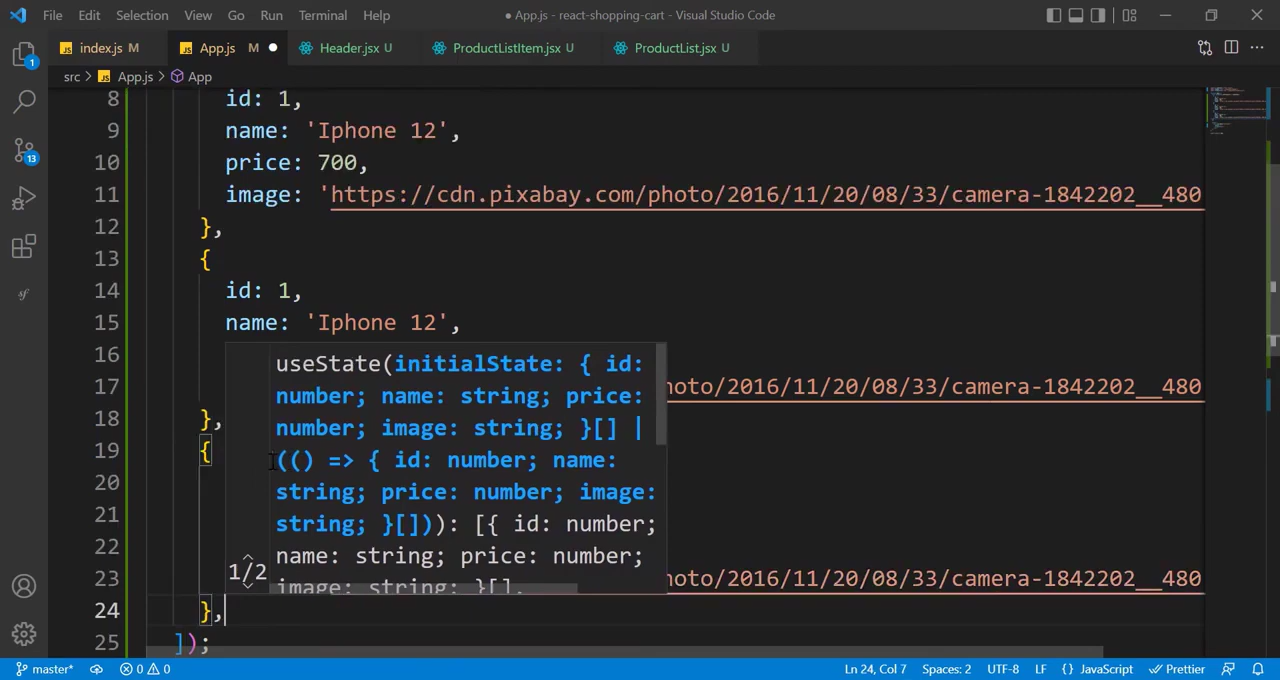 File Edit Selection View Go Run Terminal Help
● App.js - react-shopping-cart - Visual Studio Code
index.js M App.js M Header.jsx U ProductListItem.jsx U ProductList.jsx U
src > App.js > App
8 id: 1,
9 name: 'Iphone 12',
10 price: 700,
11 image: 'https://cdn.pixabay.com/photo/2016/11/20/08/33/camera-1842202__480
12 },
13 {
14 id: 1,
15 name: 'Iphone 12',
16
17 hoto/2016/11/20/08/33/camera-1842202__480
18 },
19 {
20
21
22
23 hoto/2016/11/20/08/33/camera-1842202__480
24 },
25 ]);
useState(initialState: { id:
number; name: string; price:
number; image: string; }[] |
(() => { id: number; name:
string; price: number; image:
string; }[])): [{ id: number;
name: string; price: number;
image: string; }[],
1/2
1
13
master* 0 0 Ln 24, Col 7 Spaces: 2 UTF-8 LF {} JavaScript Prettier